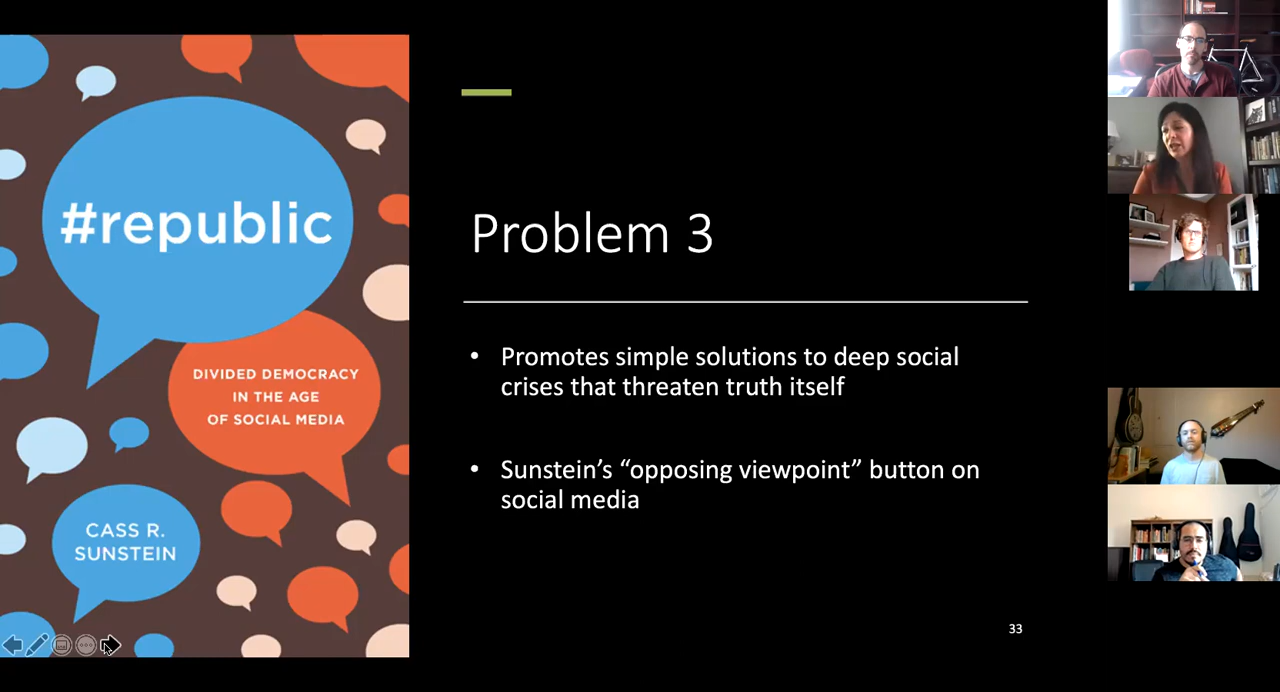 #republic
DIVIDED DEMOCRACY
IN THE AGE
OF SOCIAL MEDIA
CASS R.
SUNSTEIN
Problem 3
• Promotes simple solutions to deep social
crises that threaten truth itself
• Sunstein’s “opposing viewpoint” button on
social media
33